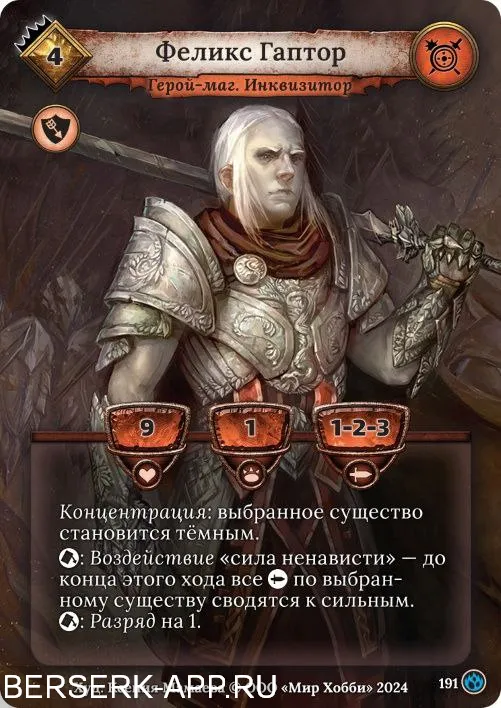 4
Феликс Гаптор
Герой-маг. Инквизитор
9
1
1-2-3
Концентрация: выбранное существо
становится тёмным.
: Воздействие «сила ненависти» — до
конца этого хода все по выбран-
ному существу сводятся к сильным.
: Разряд на 1.
Мамаева © ООО «Мир Хобби» 2024
191
BERSERK-APP.RU